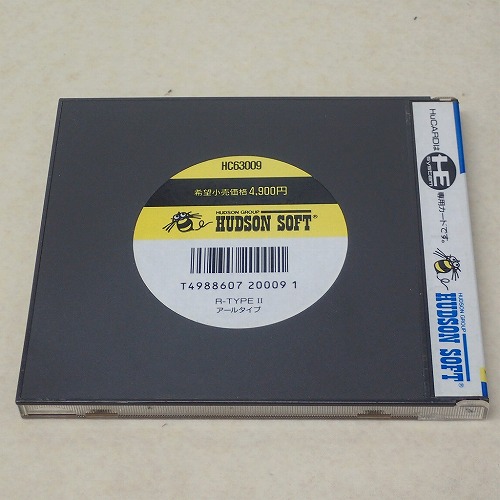 HC63009
希望小売価格4,900円
HUDSON GROUP
HUDSON SOFT®
T4988607 20009 1
R-TYPE II
アールタイプ
HuCARDは
HE
SYSTEM
専用カードです。
HUDSON GROUP
HUDSON SOFT®